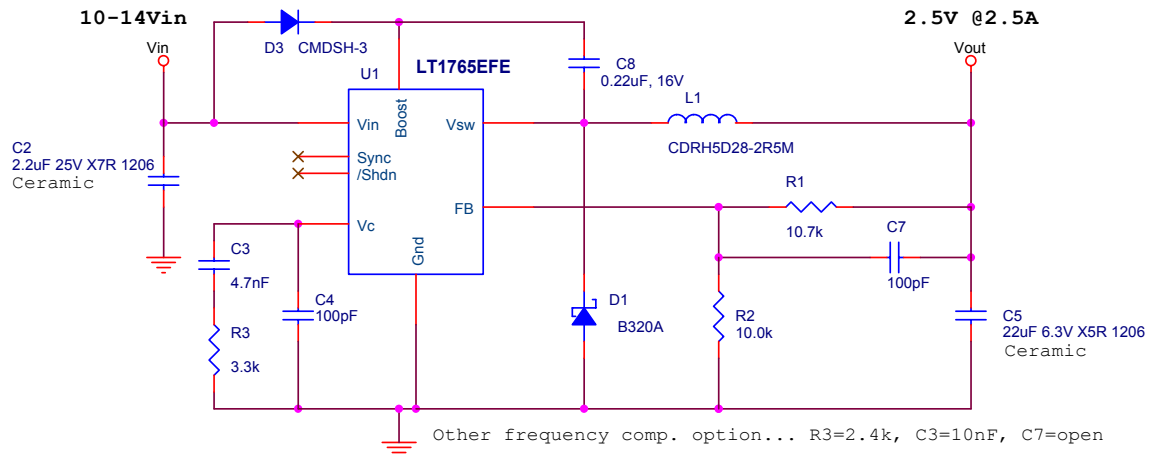 10-14Vin
2.5V @2.5A
Vin
D3 CMDSH-3
Vout
U1
LT1765EFE
C8
0.22uF, 16V
L1
CDRH5D28-2R5M
Vin
Boost
Vsw
Sync
/Shdn
FB
Vc
Gnd
C2
2.2uF 25V X7R 1206
Ceramic
R1
10.7k
C7
100pF
C3
4.7nF
C4
100pF
R3
3.3k
D1
B320A
R2
10.0k
C5
22uF 6.3V X5R 1206
Ceramic
Other frequency comp. option... R3=2.4k, C3=10nF, C7=open